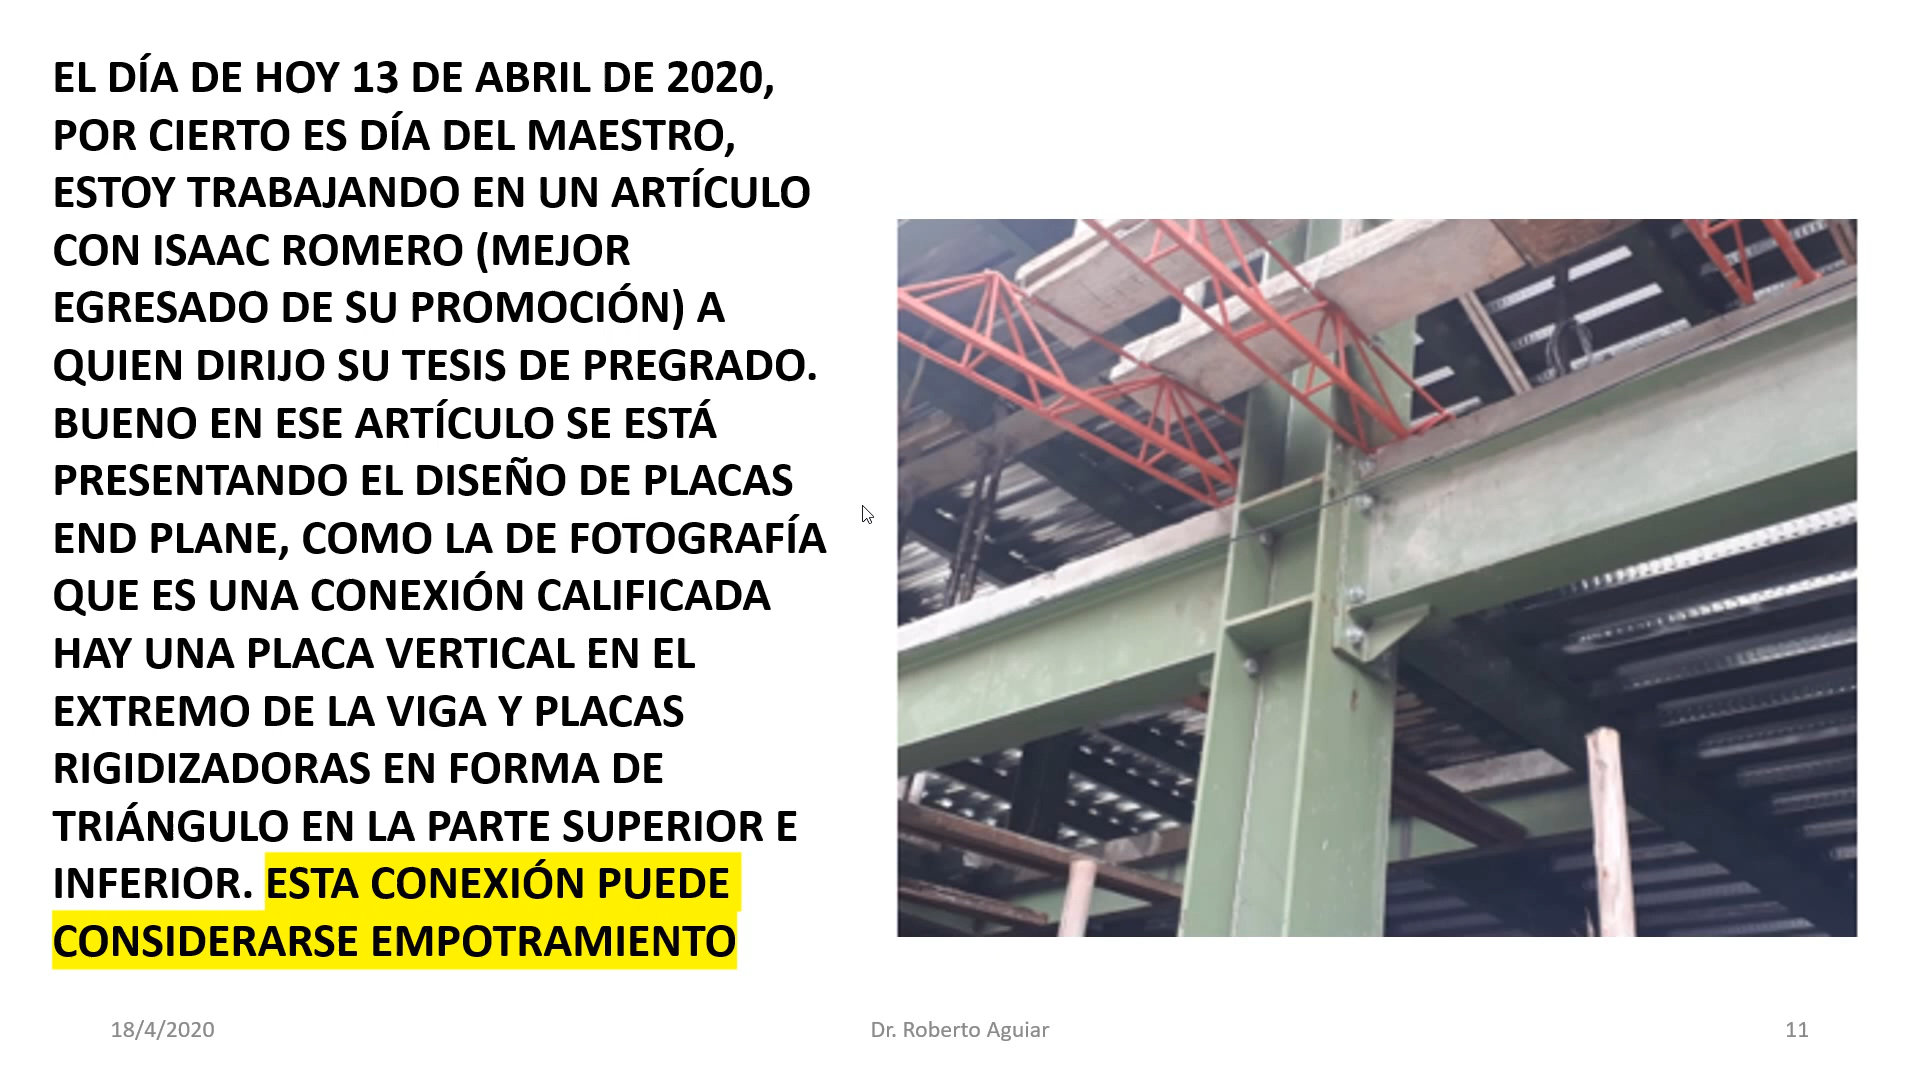 EL DÍA DE HOY 13 DE ABRIL DE 2020,
POR CIERTO ES DÍA DEL MAESTRO,
ESTOY TRABAJANDO EN UN ARTÍCULO
CON ISAAC ROMERO (MEJOR
EGRESADO DE SU PROMOCIÓN) A
QUIEN DIRIJO SU TESIS DE PREGRADO.
BUENO EN ESE ARTÍCULO SE ESTÁ
PRESENTANDO EL DISEÑO DE PLACAS
END PLANE, COMO LA DE FOTOGRAFÍA
QUE ES UNA CONEXIÓN CALIFICADA
HAY UNA PLACA VERTICAL EN EL
EXTREMO DE LA VIGA Y PLACAS
RIGIDIZADORAS EN FORMA DE
TRIÁNGULO EN LA PARTE SUPERIOR E
INFERIOR. ESTA CONEXIÓN PUEDE
CONSIDERARSE EMPOTRAMIENTO
18/4/2020
Dr. Roberto Aguiar
11